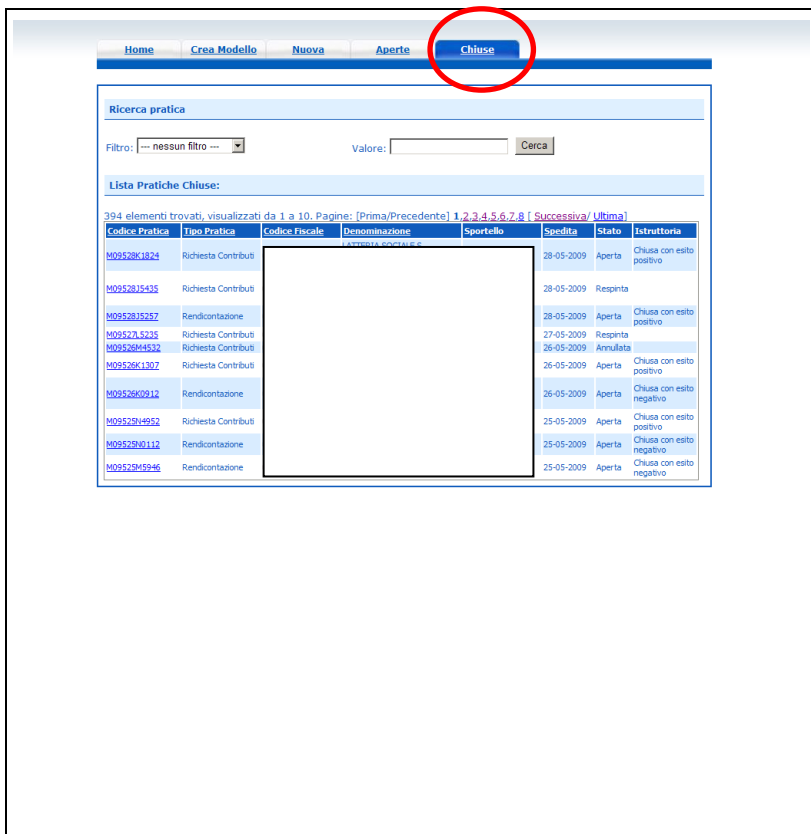 Home Crea Modello Nuova Aperte Chiuse
Ricerca pratica
Filtro: --- nessun filtro --- Valore: Cerca
Lista Pratiche Chiuse:
394 elementi trovati, visualizzati da 1 a 10. Pagine: [Prima/Precedente] 1,2,3,4,5,6,7,8 [ Successiva/ Ultima]
Codice Pratica Tipo Pratica Codice Fiscale Denominazione Sportello Spedita Stato Istruttoria
M09528K1824 Richiesta Contributi LATTERIA SOCIALE S 28-05-2009 Aperta Chiusa con esito positivo
M09528J5435 Richiesta Contributi 28-05-2009 Respinta
M09528J5257 Rendicontazione 28-05-2009 Aperta Chiusa con esito positivo
M09527L5235 Richiesta Contributi 27-05-2009 Respinta
M09526M4532 Richiesta Contributi 26-05-2009 Annullata
M09526K1307 Richiesta Contributi 26-05-2009 Aperta Chiusa con esito positivo
M09526K0912 Rendicontazione 26-05-2009 Aperta Chiusa con esito negativo
M09525N4952 Richiesta Contributi 25-05-2009 Aperta Chiusa con esito positivo
M09525N0112 Rendicontazione 25-05-2009 Aperta Chiusa con esito negativo
M09525M5946 Rendicontazione 25-05-2009 Aperta Chiusa con esito negativo